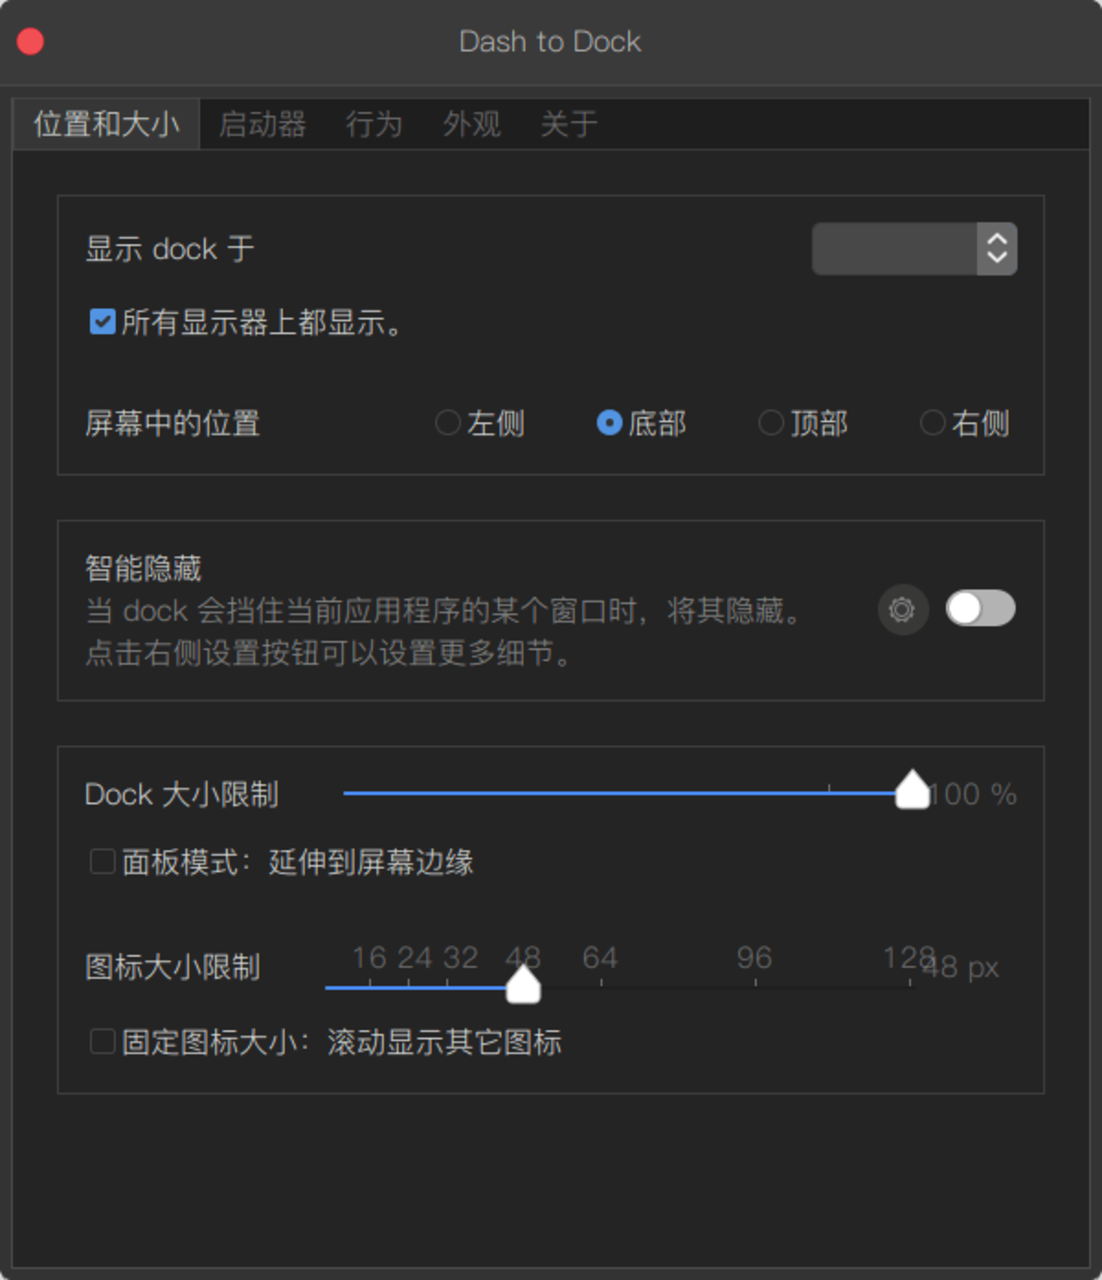 Dash to Dock
位置和大小 启动器 行为 外观 关于
显示 dock 于
所有显示器上都显示。
屏幕中的位置 左侧 底部 顶部 右侧
智能隐藏
当 dock 会挡住当前应用程序的某个窗口时，将其隐藏。
点击右侧设置按钮可以设置更多细节。
Dock 大小限制 100 %
面板模式：延伸到屏幕边缘
16 24 32 48 64 96 128
图标大小限制 48 px
固定图标大小：滚动显示其它图标